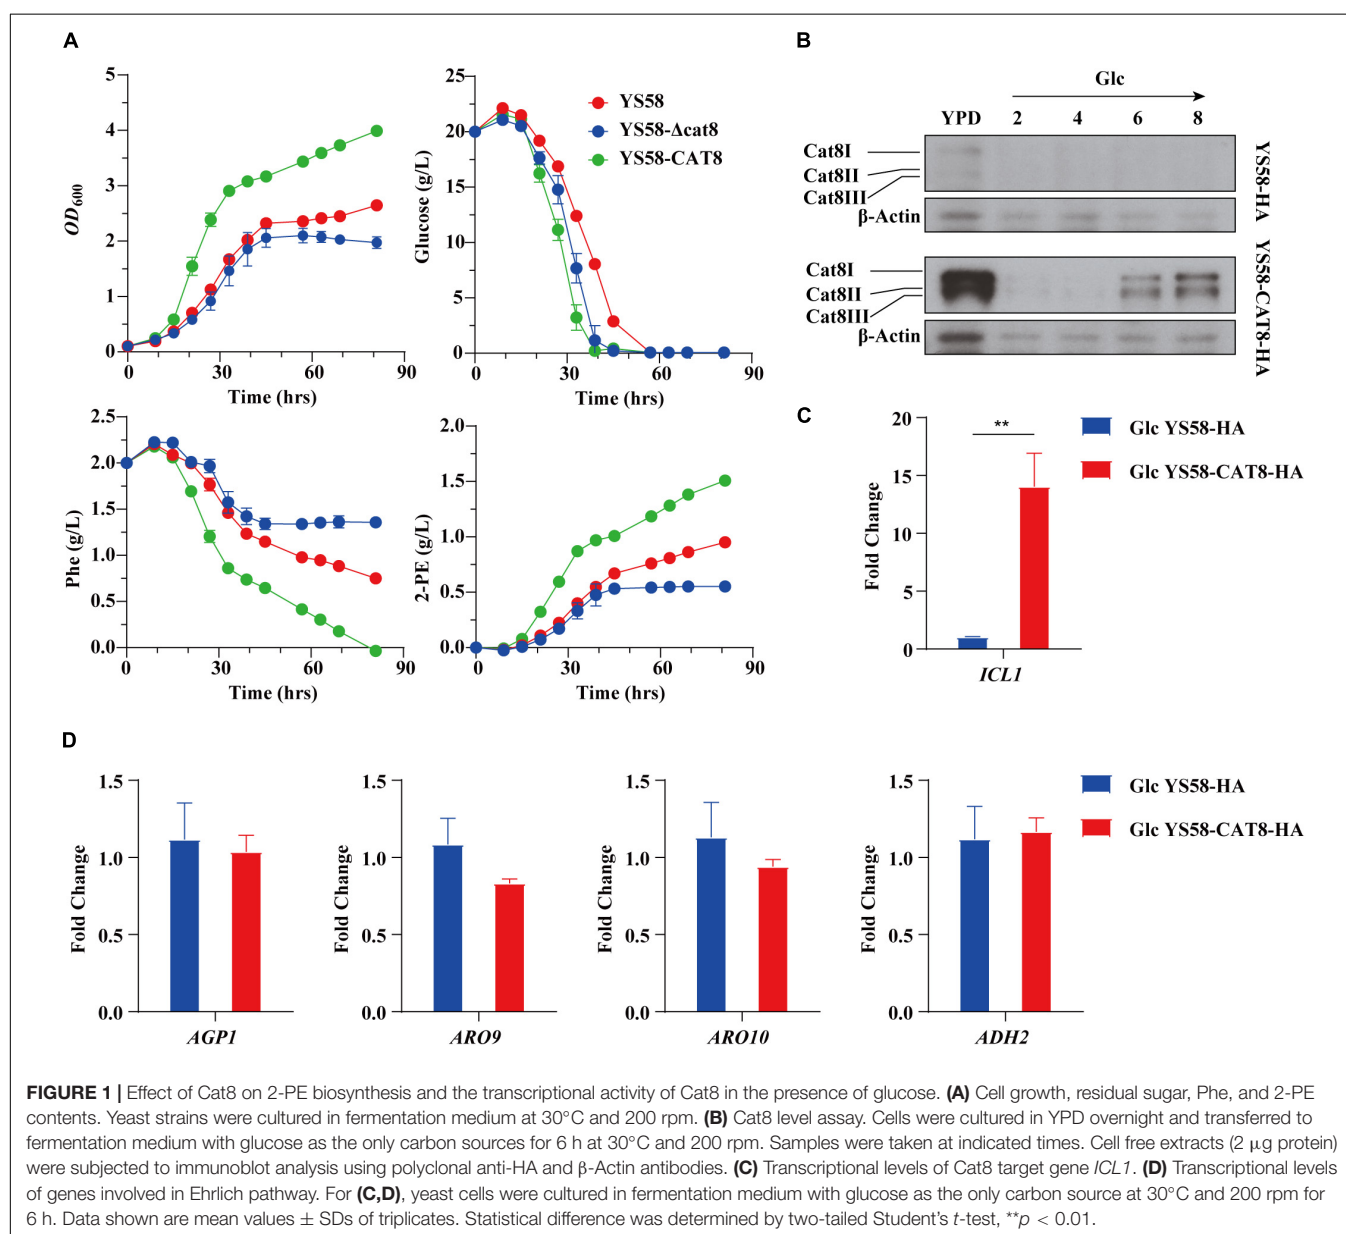 A
B
5
4
3
2
1
0
OD600
0
30
60
90
Time (hrs)
25
20
15
10
5
0
Glucose (g/L)
0
30
60
90
Time (hrs)
YS58
YS58-Δcat8
YS58-CAT8
Glc
YPD 2 4 6 8
Cat8I
Cat8II
Cat8III
β-Actin
YS58-HA
Cat8I
Cat8II
Cat8III
β-Actin
YS58-CAT8-HA
2.5
2.0
1.5
1.0
0.5
0.0
Phe (g/L)
0
30
60
90
Time (hrs)
2.0
1.5
1.0
0.5
0.0
2-PE (g/L)
0
30
60
90
Time (hrs)
C
20
15
10
5
0
Fold Change
**
ICL1
Glc YS58-HA
Glc YS58-CAT8-HA
D
1.5
1.0
0.5
0.0
Fold Change
AGP1
1.5
1.0
0.5
0.0
Fold Change
ARO9
1.5
1.0
0.5
0.0
Fold Change
ARO10
1.5
1.0
0.5
0.0
Fold Change
ADH2
Glc YS58-HA
Glc YS58-CAT8-HA
FIGURE 1 | Effect of Cat8 on 2-PE biosynthesis and the transcriptional activity of Cat8 in the presence of glucose. (A) Cell growth, residual sugar, Phe, and 2-PE
contents. Yeast strains were cultured in fermentation medium at 30°C and 200 rpm. (B) Cat8 level assay. Cells were cultured in YPD overnight and transferred to
fermentation medium with glucose as the only carbon sources for 6 h at 30°C and 200 rpm. Samples were taken at indicated times. Cell free extracts (2 μg protein)
were subjected to immunoblot analysis using polyclonal anti-HA and β-Actin antibodies. (C) Transcriptional levels of Cat8 target gene ICL1. (D) Transcriptional levels
of genes involved in Ehrlich pathway. For (C,D), yeast cells were cultured in fermentation medium with glucose as the only carbon source at 30°C and 200 rpm for
6 h. Data shown are mean values ± SDs of triplicates. Statistical difference was determined by two-tailed Student's t-test, **p < 0.01.